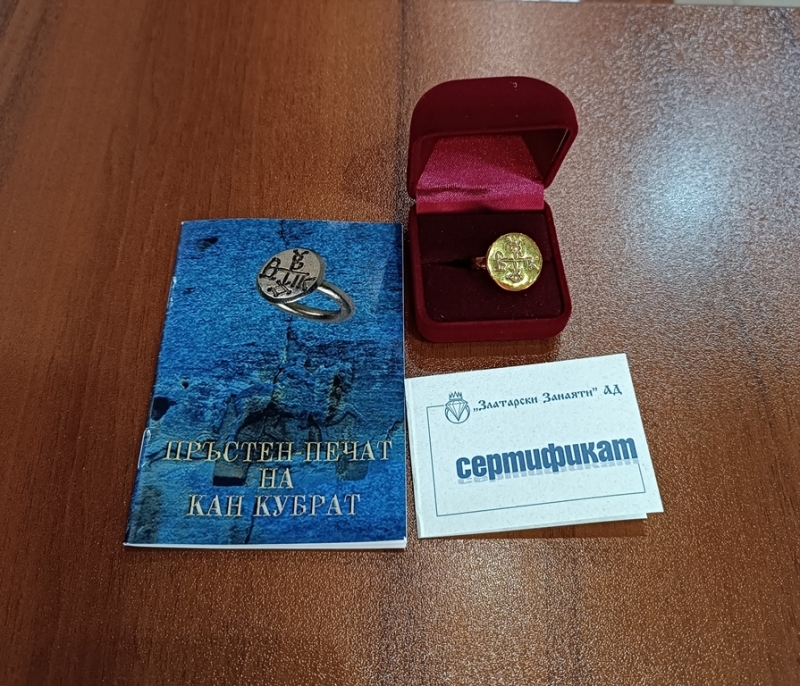 ПРЪСТЕН-ПЕЧАТ
НА
КАН КУБРАТ
„Златарски Занаяти" АД
сертификат